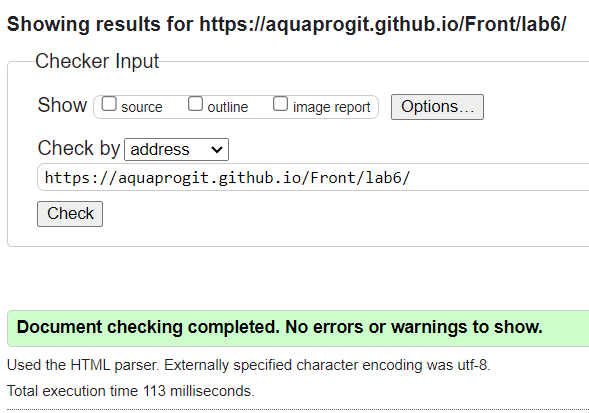 Showing results for https://aquaprogit.github.io/Front/lab6/
Checker Input
Show source outline image report Options…
Check by address
https://aquaprogit.github.io/Front/lab6/
Check
Document checking completed. No errors or warnings to show.
Used the HTML parser. Externally specified character encoding was utf-8.
Total execution time 113 milliseconds.